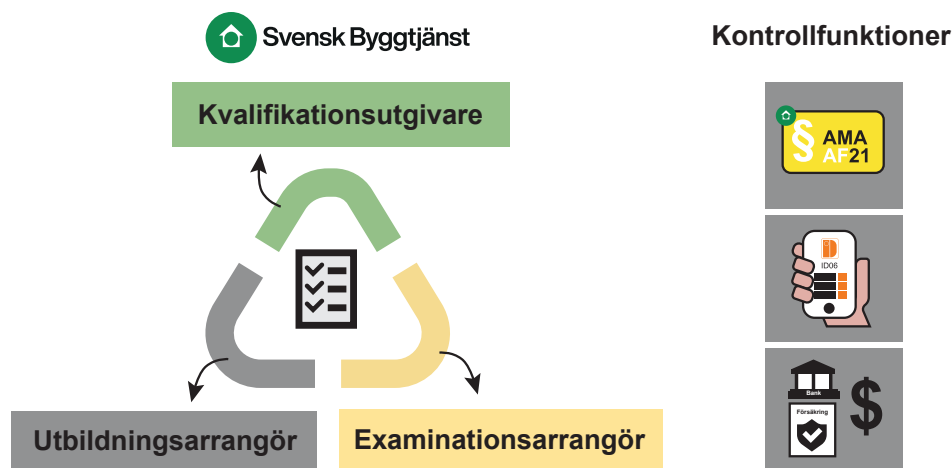 Svensk Byggtjänst
Kvalifikationsutgivare
Utbildningsarrangör
Examinationsarrangör
Kontrollfunktioner
§ AMA
AF21
ID06
Bank
Försäkring
$